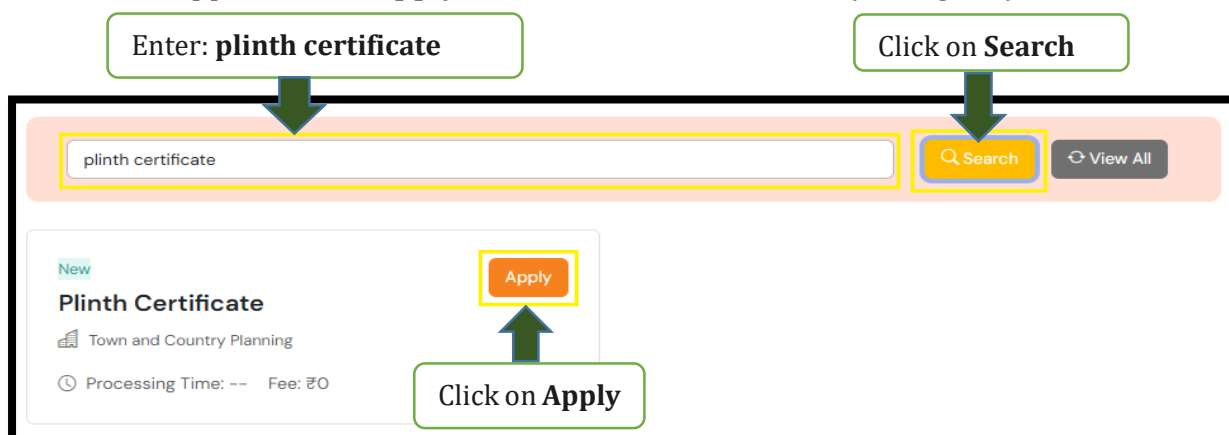 Enter: plinth certificate
Click on Search
plinth certificate
Search
View All
New
Apply
Plinth Certificate
Town and Country Planning
Processing Time: -- Fee: ₹0
Click on Apply